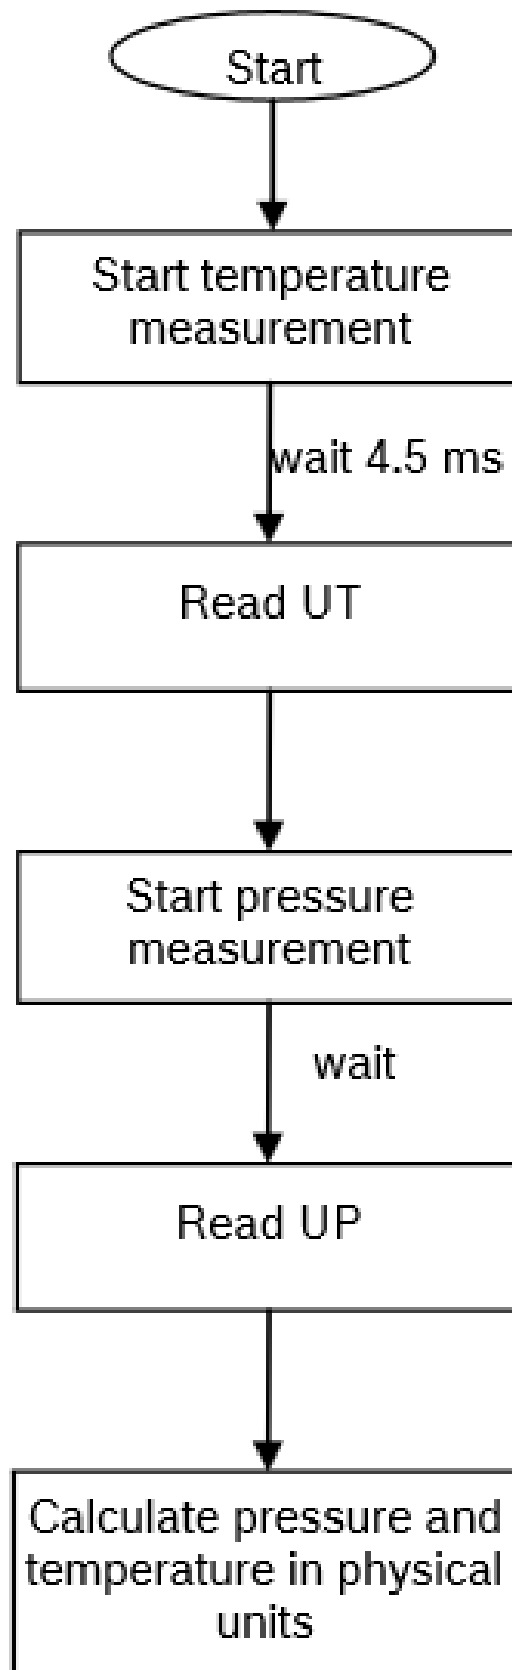 Start
Start temperature
measurement
wait 4.5 ms
Read UT
Start pressure
measurement
wait
Read UP
Calculate pressure and
temperature in physical
units